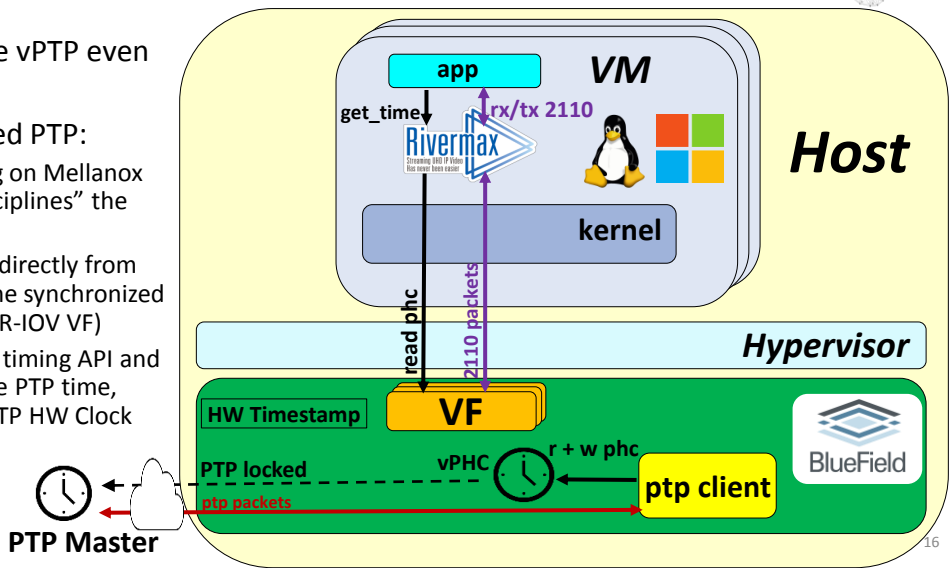 e vPTP even
ed PTP:
g on Mellanox
ciplines” the
directly from
ne synchronized
R-IOV VF)
timing API and
e PTP time,
TP HW Clock
app
VM
get_time
rx/tx 2110
Rivermax
Streaming UHD IP Video
Has never been easier
Host
kernel
read phc
2110 packets
Hypervisor
HW Timestamp
VF
BlueField
PTP locked
vPHC
r + w phc
ptp client
ptp packets
PTP Master
16